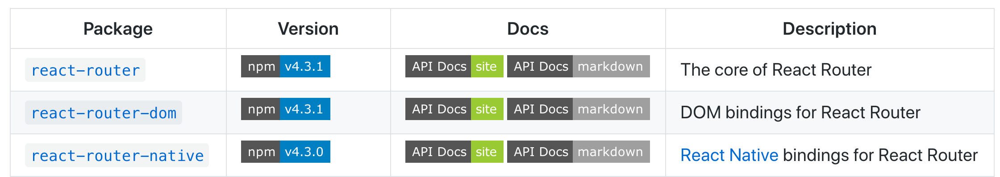 Package Version Docs Description
react-router npm v4.3.1 API Docs site API Docs markdown The core of React Router
react-router-dom npm v4.3.1 API Docs site API Docs markdown DOM bindings for React Router
react-router-native npm v4.3.0 API Docs site API Docs markdown React Native bindings for React Router